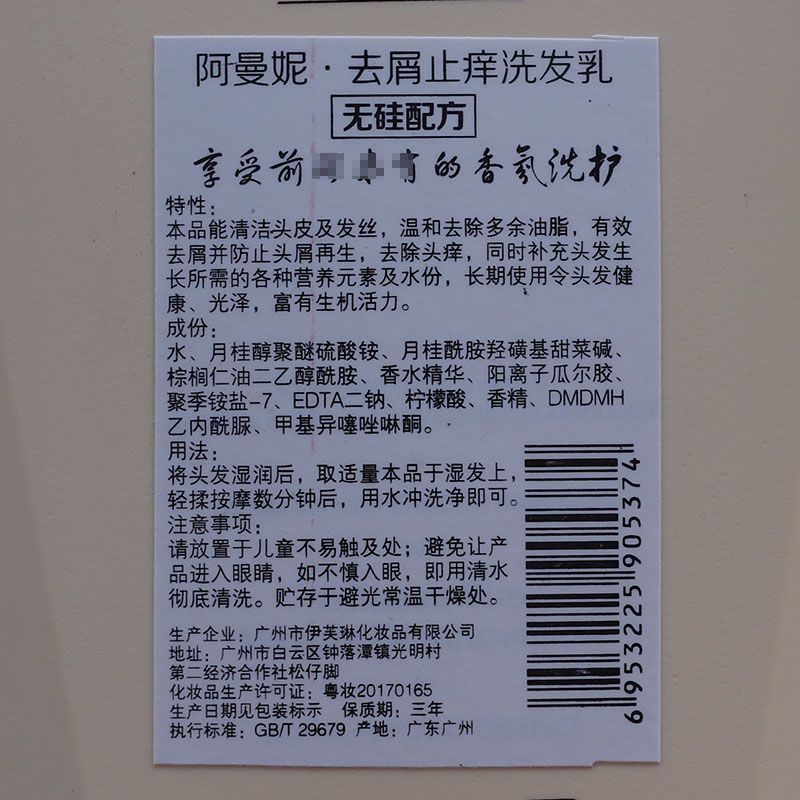 阿曼妮·去屑止痒洗发乳
无硅配方
享受前 的香氛洗护
特性：
本品能清洁头皮及发丝，温和去除多余油脂，有效
去屑并防止头屑再生，去除头痒，同时补充头发生
长所需的各种营养元素及水份，长期使用令头发健
康、光泽，富有生机活力。
成份：
水、月桂醇聚醚硫酸铵、月桂酰胺羟磺基甜菜碱、
棕榈仁油二乙醇酰胺、香水精华、阳离子瓜尔胶、
聚季铵盐-7、EDTA二钠、柠檬酸、香精、DMDMH
乙内酰脲、甲基异噻唑啉酮。
用法：
将头发湿润后，取适量本品于湿发上，
轻揉按摩数分钟后，用水冲洗净即可。
注意事项：
请放置于儿童不易触及处；避免让产
品进入眼睛，如不慎入眼，即用清水
彻底清洗。贮存于避光常温干燥处。
生产企业：广州市伊芙琳化妆品有限公司
地址：广州市白云区钟落潭镇光明村
第二经济合作社松仔脚
化妆品生产许可证：粤妆20170165
生产日期见包装标示 保质期：三年
执行标准：GB/T 29679 产地：广东广州
6953225905374